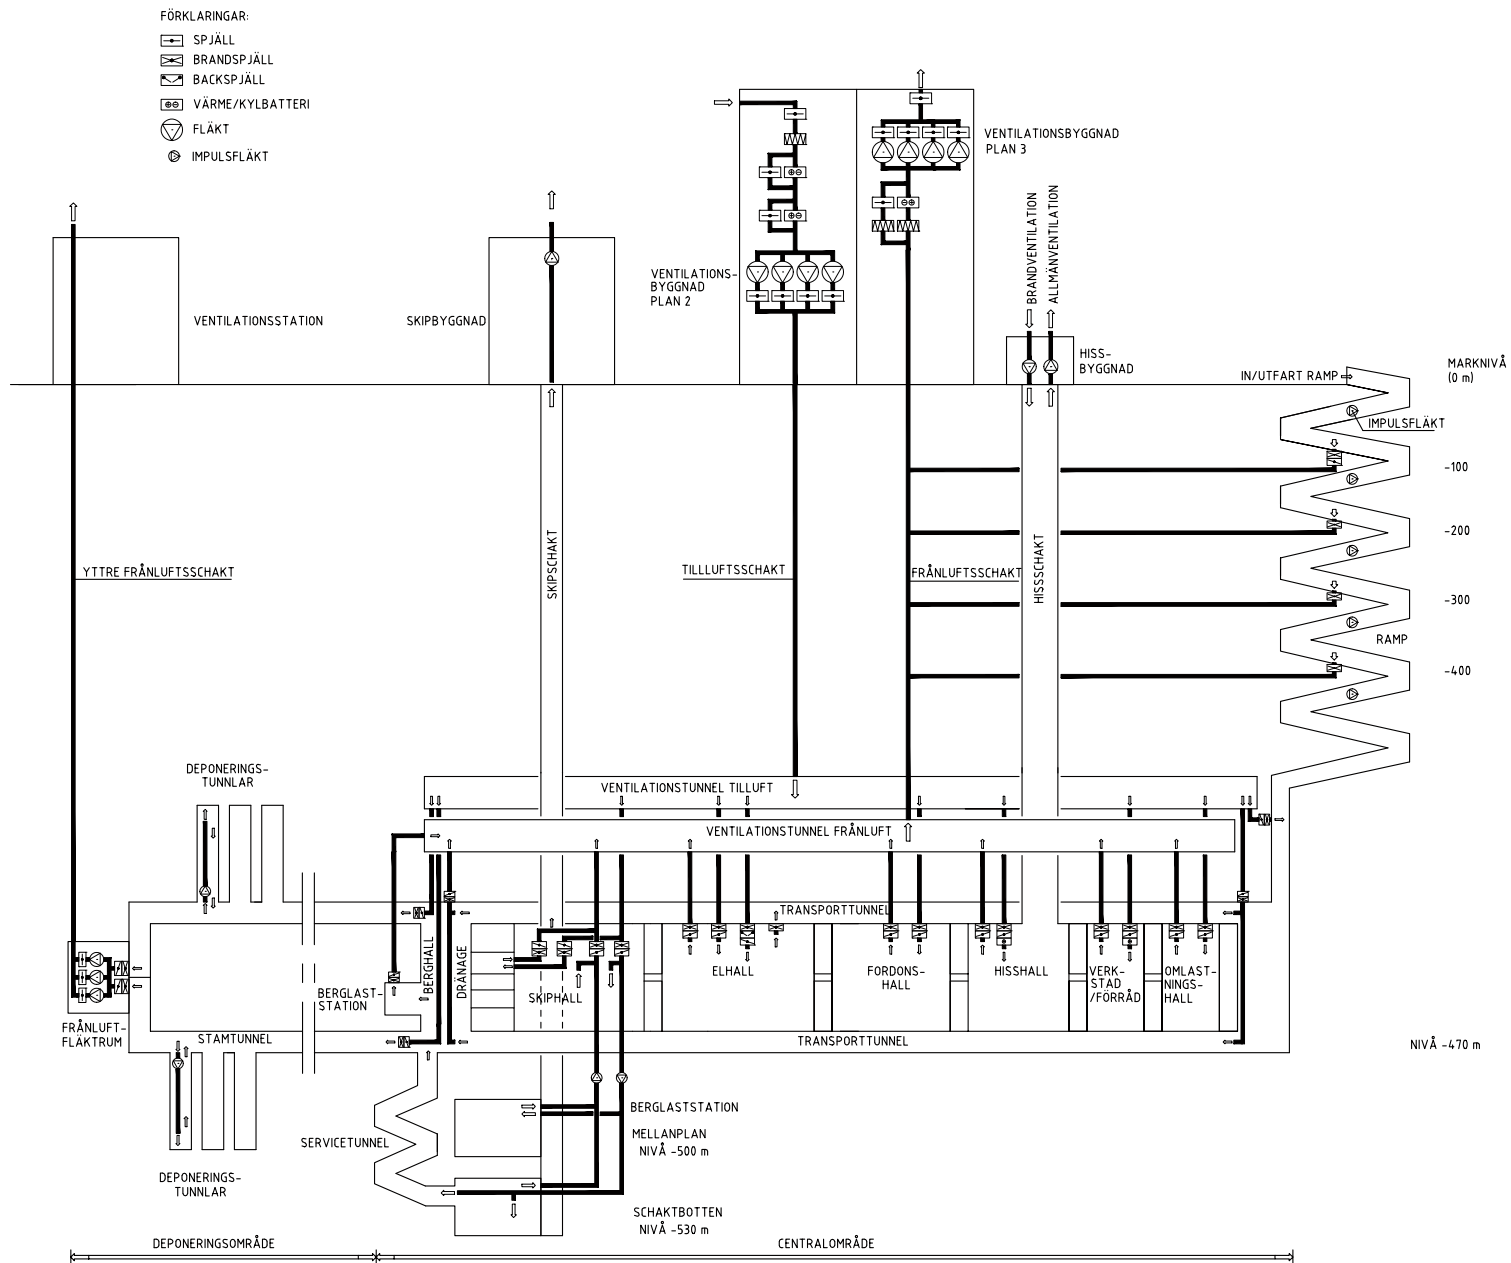 FÖRKLARINGAR:
SPJÄLL
BRANDSPJÄLL
BACKSPJÄLL
VÄRME/KYLBATTERI
FLÄKT
IMPULSFLÄKT
VENTILATIONSSTATION
SKIPBYGGNAD
VENTILATIONS-
BYGGNAD
PLAN 2
VENTILATIONSBYGGNAD
PLAN 3
BRANDVENTILATION
ALLMÄNVENTILATION
HISS-
BYGGNAD
IN/UTFART RAMP
MARKNIVÅ
(0 m)
IMPULSFLÄKT
-100
-200
-300
-400
RAMP
YTTRE FRÅNLUFTSSCHAKT
SKIPSCHAKT
TILLLUFTSSCHAKT
FRÅNLUFTSSCHAKT
HISSSCHAKT
DEPONERINGS-
TUNNLAR
VENTILATIONSTUNNEL TILLUFT
VENTILATIONSTUNNEL FRÅNLUFT
TRANSPORTTUNNEL
BERGHALL
DRÄNAGE
BERGLAST-
STATION
SKIPHALL
ELHALL
FORDONS-
HALL
HISSHALL
VERK-
STAD
/FÖRRÅD
OMLAST-
NINGS-
HALL
FRÅNLUFT-
FLÄKTRUM
STAMTUNNEL
TRANSPORTTUNNEL
NIVÅ -470 m
BERGLASTSTATION
MELLANPLAN
NIVÅ -500 m
SERVICETUNNEL
DEPONERINGS-
TUNNLAR
SCHAKTBOTTEN
NIVÅ -530 m
DEPONERINGSOMRÅDE
CENTRALOMRÅDE